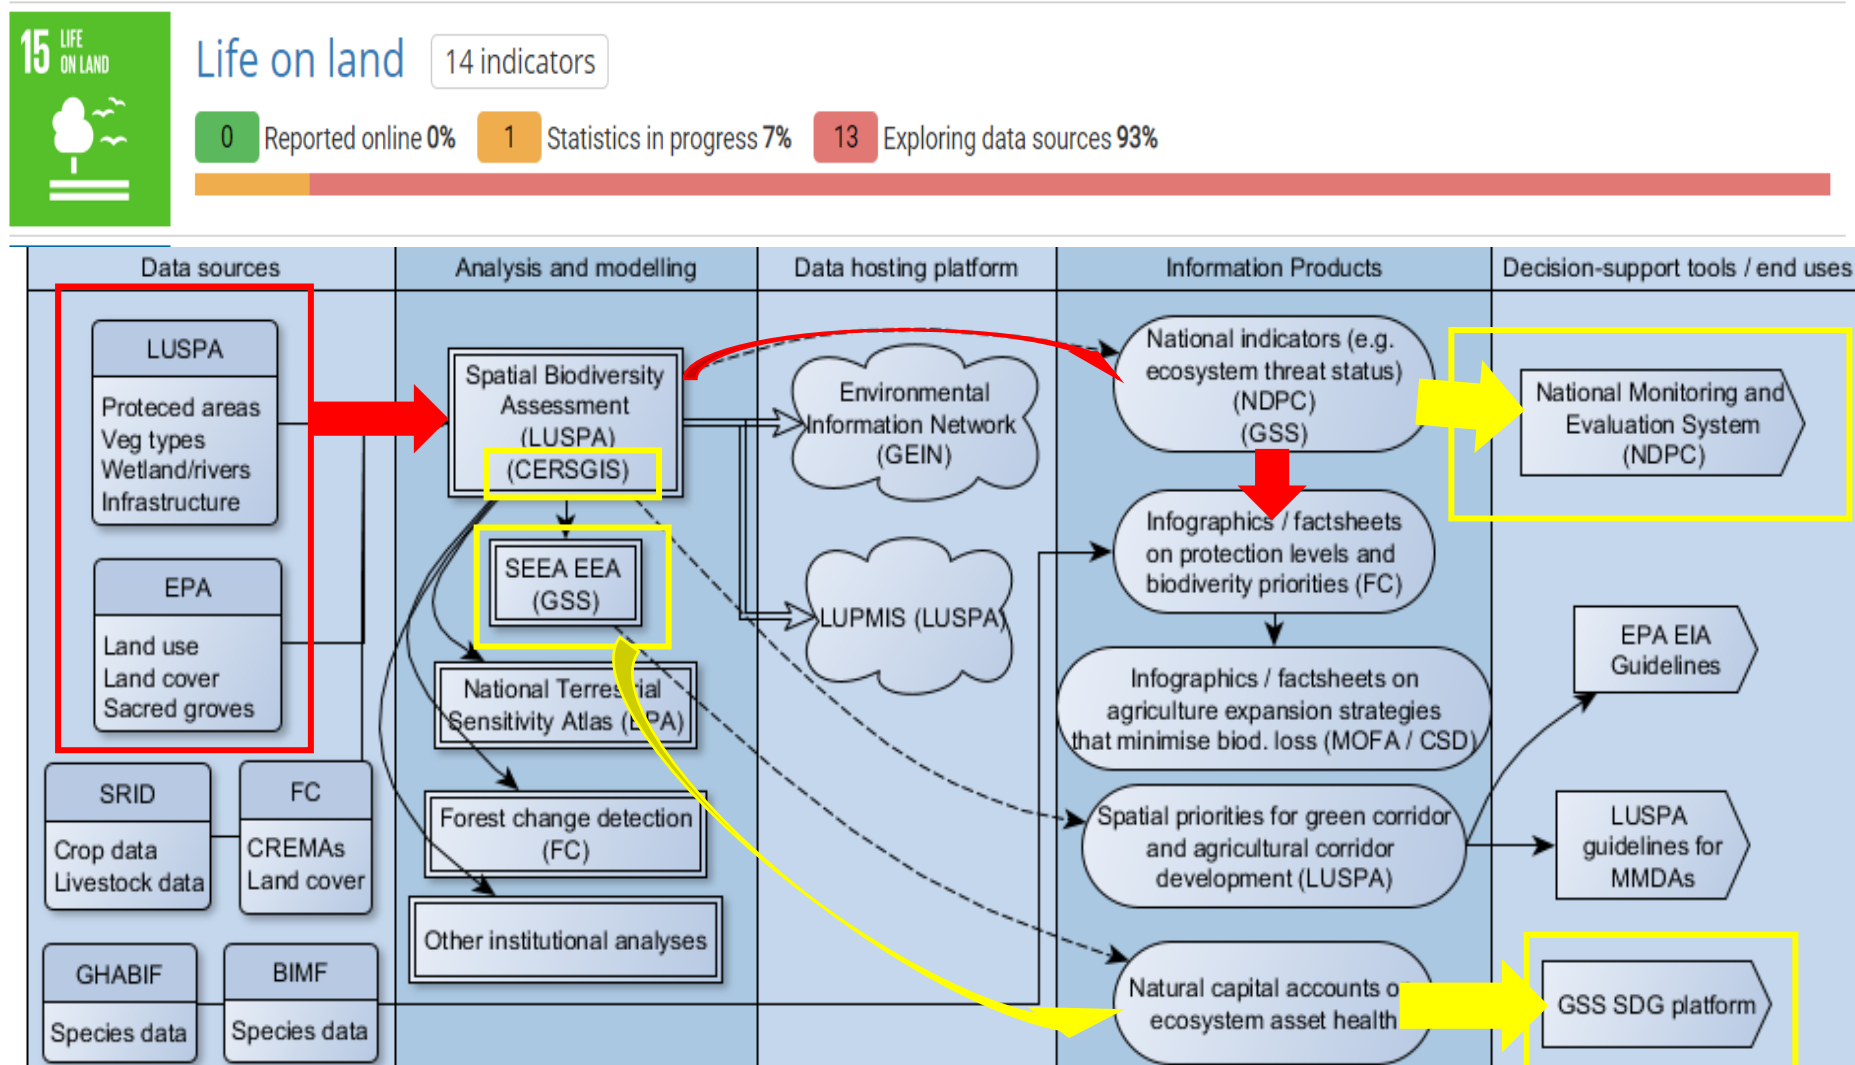 15 LIFE
ON LAND
Life on land
14 indicators
0 Reported online 0%
1 Statistics in progress 7%
13 Exploring data sources 93%
Data sources
Analysis and modelling
Data hosting platform
Information Products
Decision-support tools / end uses
LUSPA
Proteced areas
Veg types
Wetland/rivers
Infrastructure
EPA
Land use
Land cover
Sacred groves
SRID
Crop data
Livestock data
FC
CREMAs
Land cover
GHABIF
Species data
BIMF
Species data
Spatial Biodiversity
Assessment
(LUSPA)
(CERSGIS)
SEEA EEA
(GSS)
National Terrestrial
Sensitivity Atlas (EPA)
Forest change detection
(FC)
Other institutional analyses
Environmental
Information Network
(GEIN)
LUPMIS (LUSPA)
National indicators (e.g.
ecosystem threat status)
(NDPC)
(GSS)
Infographics / factsheets
on protection levels and
biodiverity priorities (FC)
Infographics / factsheets on
agriculture expansion strategies
that minimise biod. loss (MOFA / CSD)
Spatial priorities for green corridor
and agricultural corridor
development (LUSPA)
Natural capital accounts
ecosystem asset health
National Monitoring and
Evaluation System
(NDPC)
EPA EIA
Guidelines
LUSPA
guidelines for
MMDAs
GSS SDG platform